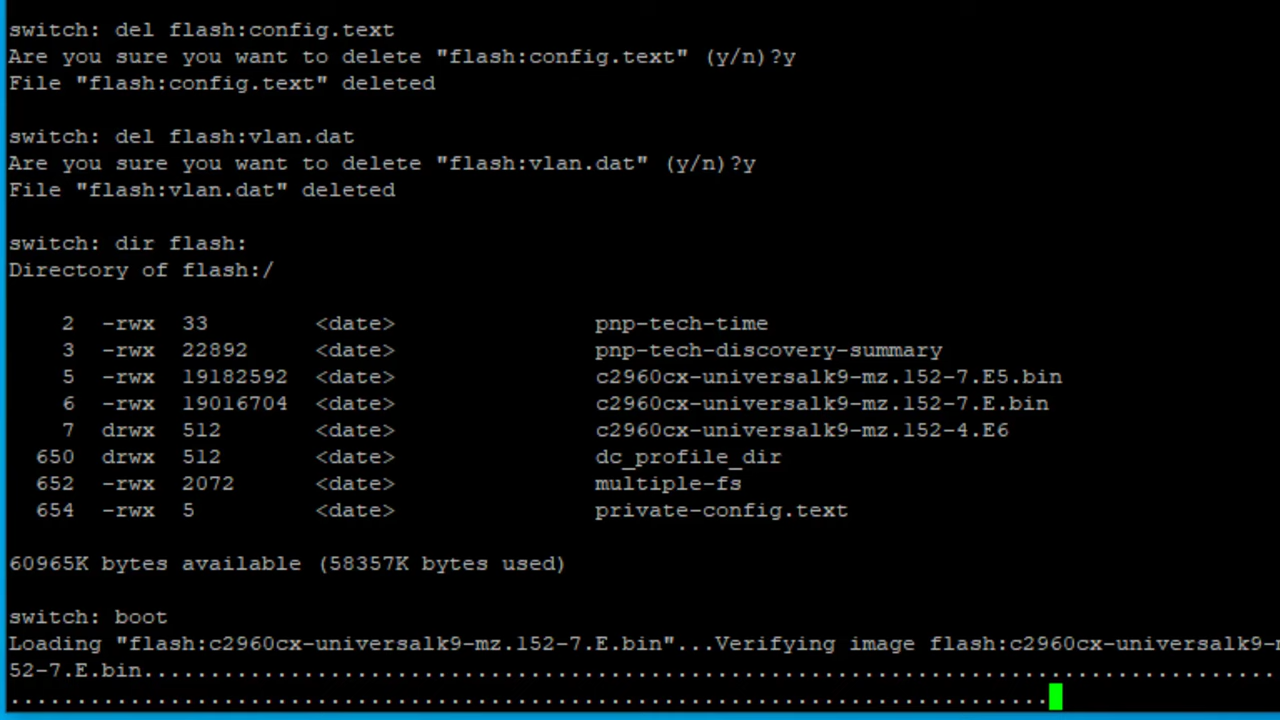 switch: del flash:config.text
Are you sure you want to delete "flash:config.text" (y/n)?y
File "flash:config.text" deleted
switch: del flash:vlan.dat
Are you sure you want to delete "flash:vlan.dat" (y/n)?y
File "flash:vlan.dat" deleted
switch: dir flash:
Directory of flash:/
2 -rwx 33 <date> pnp-tech-time
3 -rwx 22892 <date> pnp-tech-discovery-summary
5 -rwx 19182592 <date> c2960cx-universalk9-mz.152-7.E5.bin
6 -rwx 19016704 <date> c2960cx-universalk9-mz.152-7.E.bin
7 drwx 512 <date> c2960cx-universalk9-mz.152-4.E6
650 drwx 512 <date> dc_profile_dir
652 -rwx 2072 <date> multiple-fs
654 -rwx 5 <date> private-config.text
60965K bytes available (58357K bytes used)
switch: boot
Loading "flash:c2960cx-universalk9-mz.152-7.E.bin"...Verifying image flash:c2960cx-universalk9-
52-7.E.bin.....................................................................................
..............................................................................